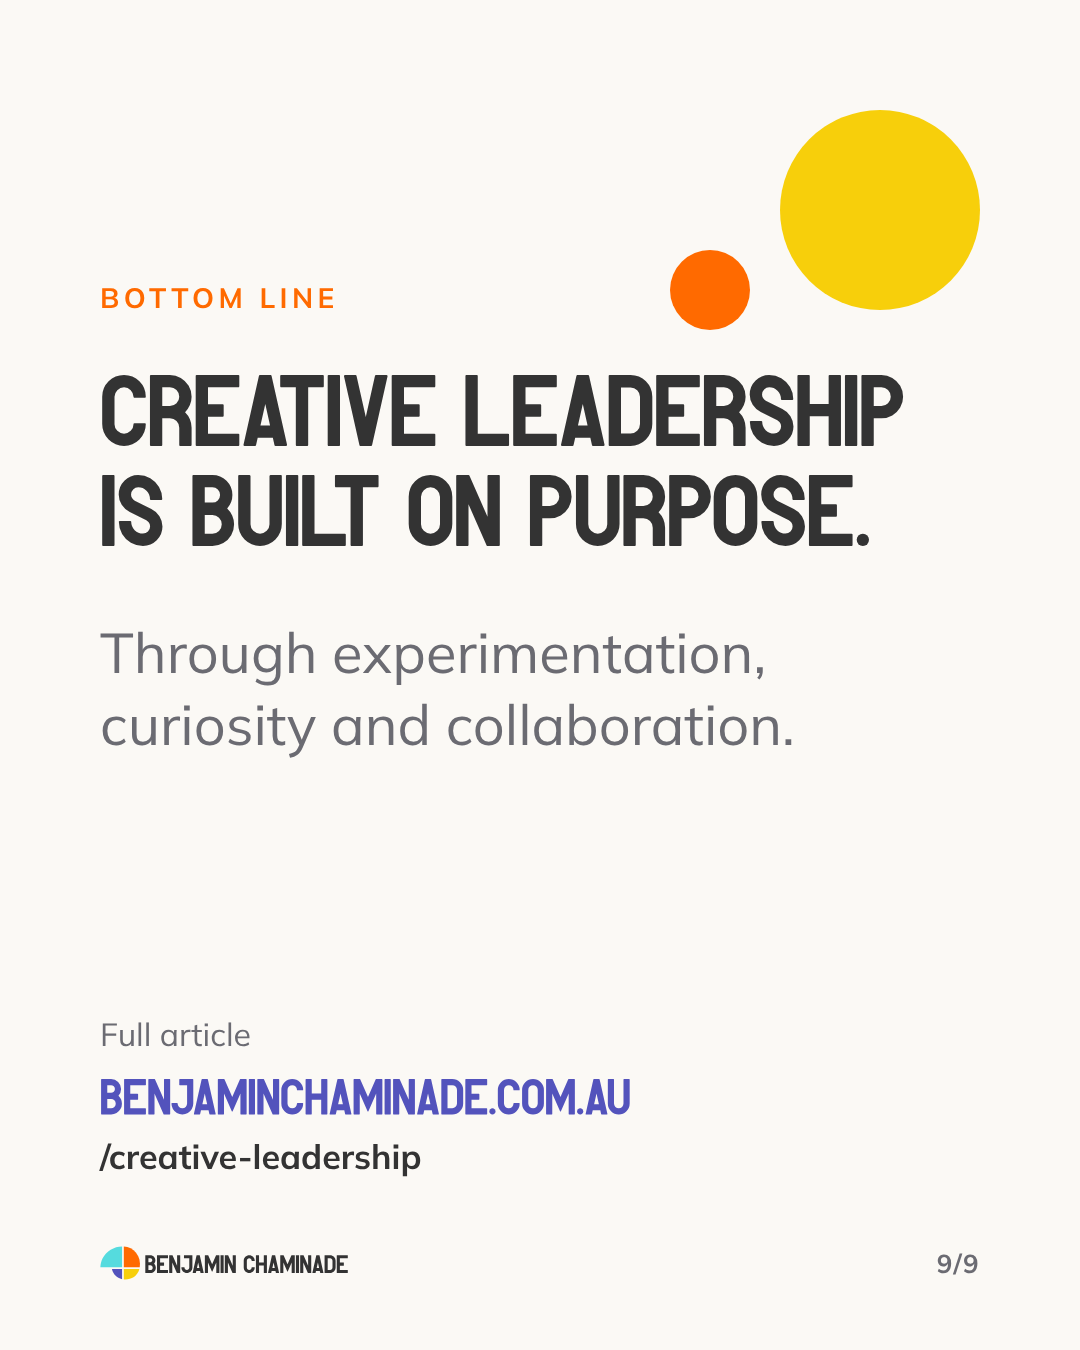 BOTTOM LINE
CREATIVE LEADERSHIP
IS BUILT ON PURPOSE.
Through experimentation,
curiosity and collaboration.
Full article
BENJAMINCHAMINADE.COM.AU
/creative-leadership
BENJAMIN CHAMINADE
9/9